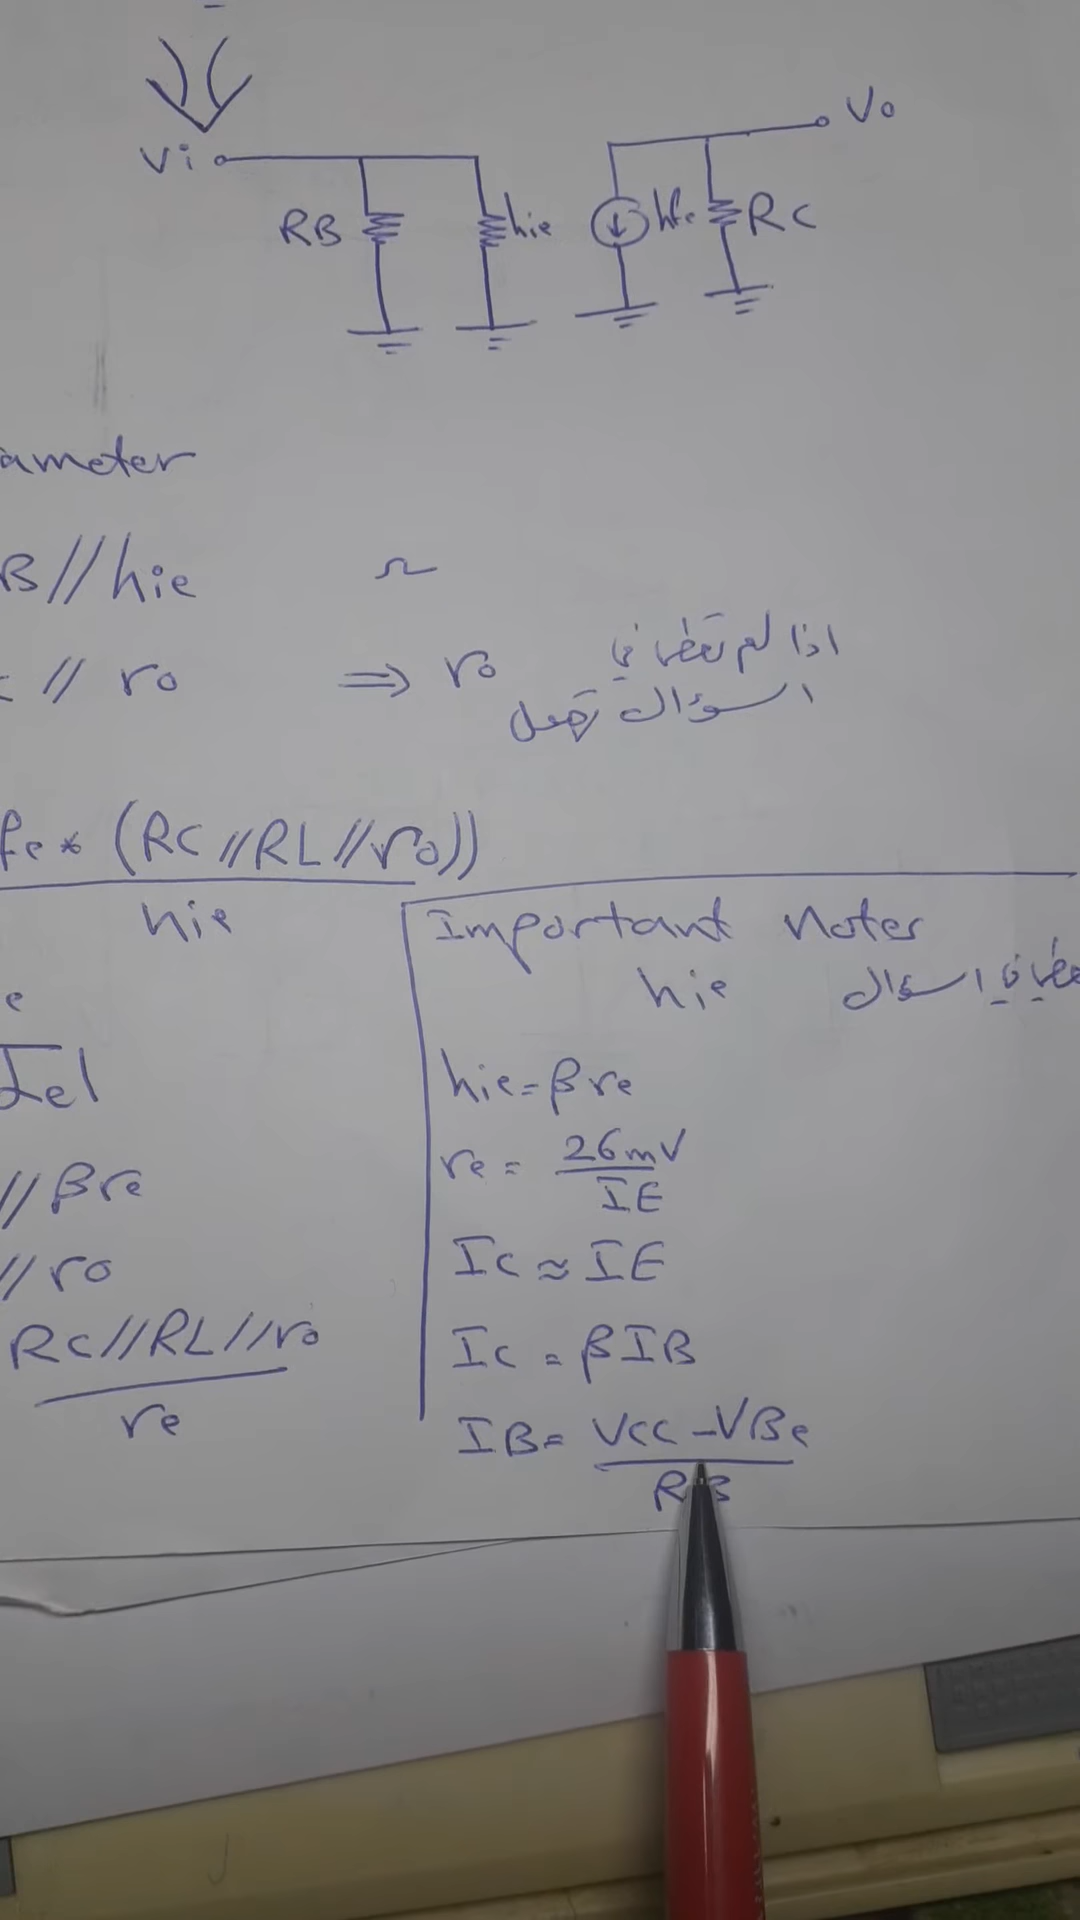 Vo
Vi
RB hie hfe RC
ameter
B//hie Ω
// ro ⇒ ro اذا لم تعطى في
السؤال تهمل
fe * (RC//RL//ro))
hie
Important Notes
hie السؤال
e
hie = βre
Iel
re = 26mV / IE
// βre
IC ≈ IE
// ro
RC//RL//ro
IC = βIB
re
IB = VCC - VBe / RB